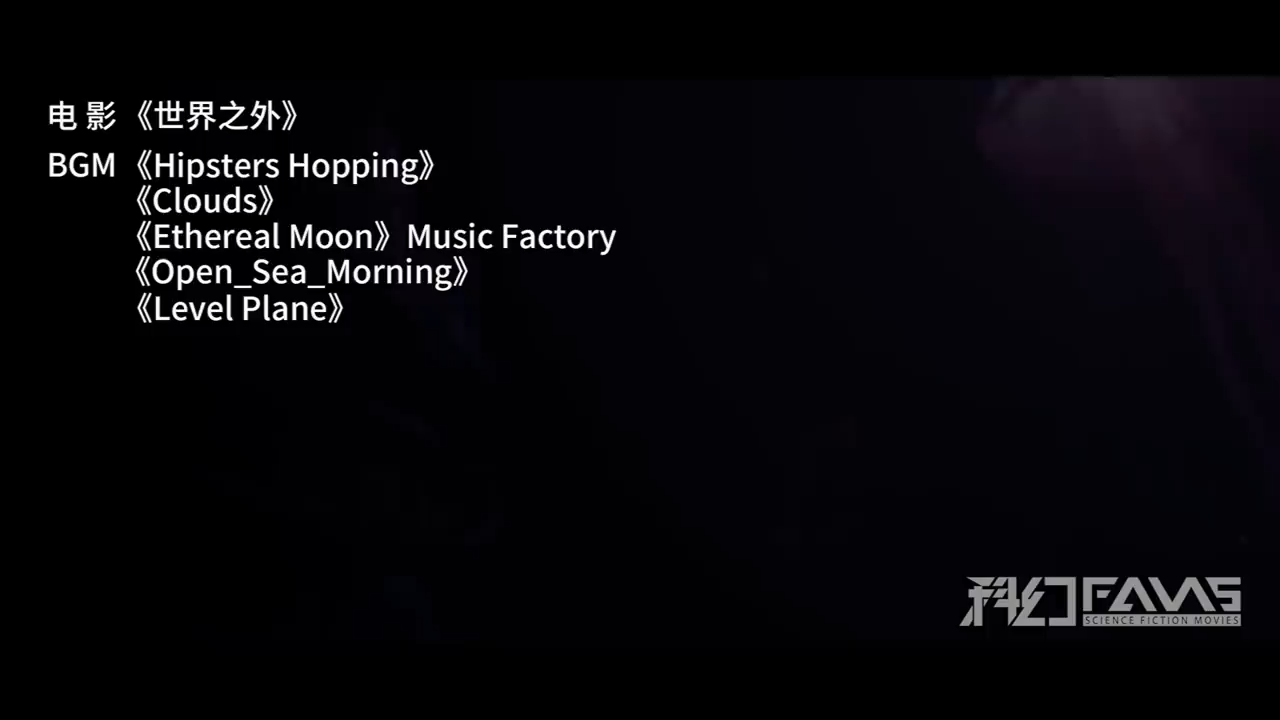 电 影 《世界之外》
BGM 《Hipsters Hopping》
《Clouds》
《Ethereal Moon》Music Factory
《Open_Sea_Morning》
《Level Plane》
科幻FANS
SCIENCE FICTION MOVIES